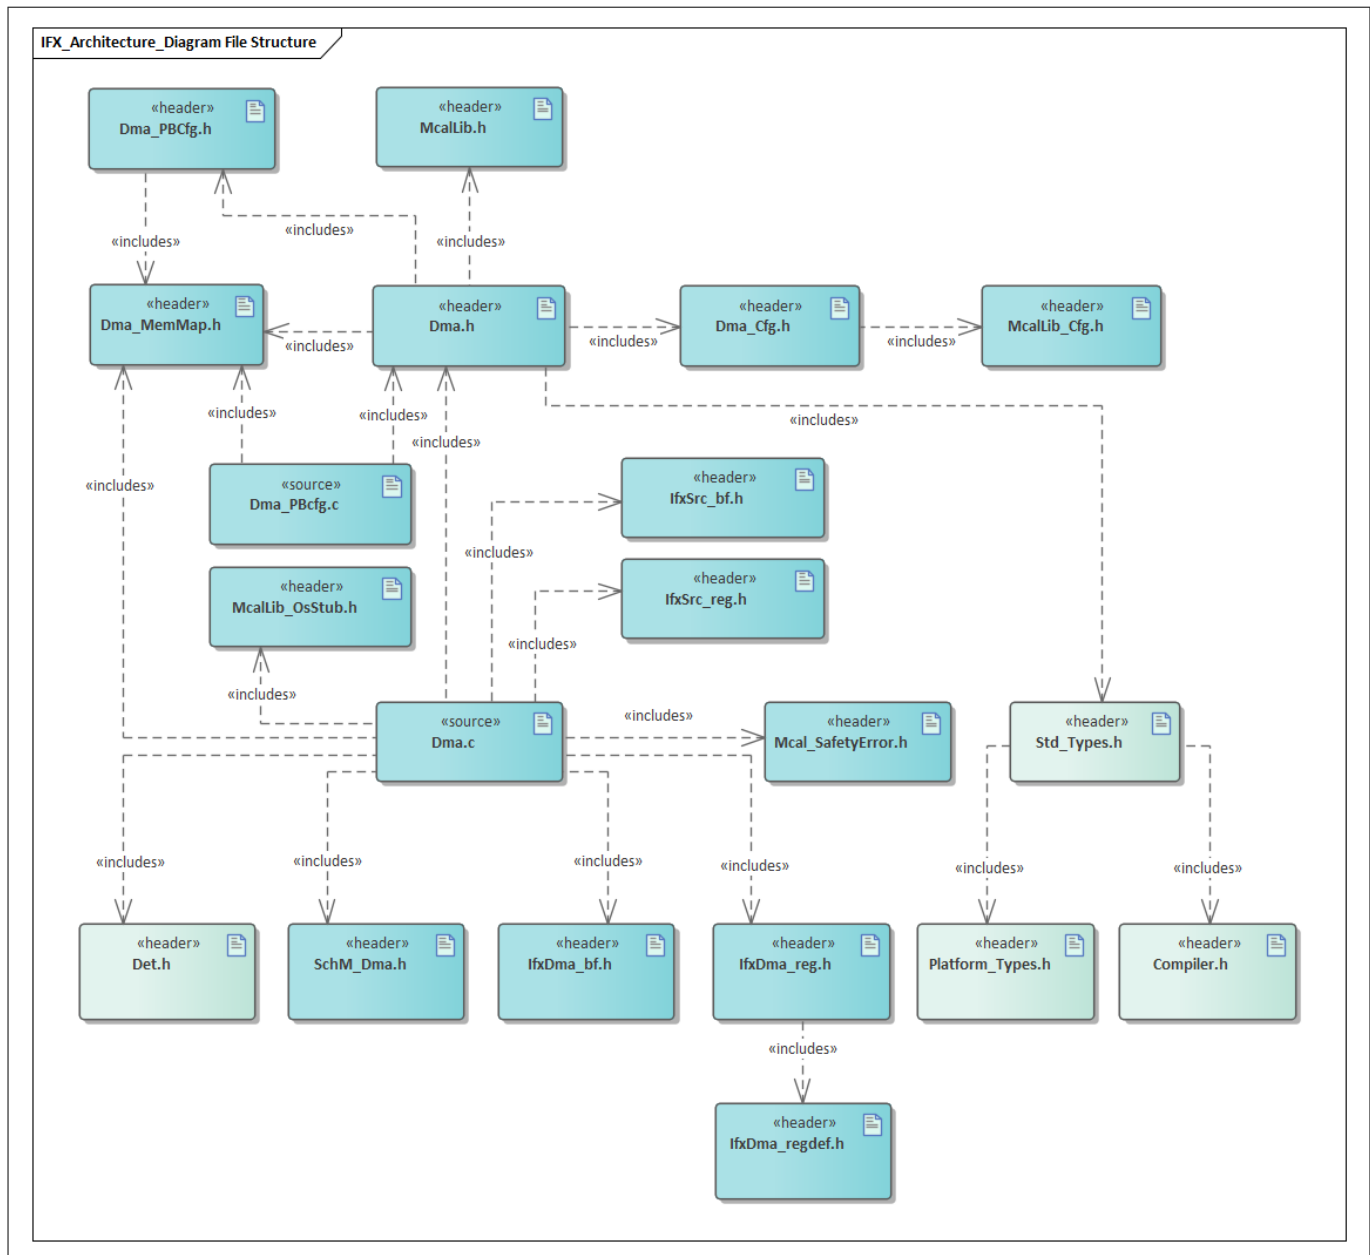 IFX_Architecture_Diagram File Structure
«header»
Dma_PBCfg.h
«header»
McalLib.h
«includes»
«includes»
«includes»
«header»
Dma_MemMap.h
«header»
Dma.h
«header»
Dma_Cfg.h
«header»
McalLib_Cfg.h
«includes»
«includes»
«includes»
«includes»
«includes»
«includes»
«includes»
«includes»
«source»
Dma_PBcfg.c
«header»
IfxSrc_bf.h
«includes»
«header»
McalLib_OsStub.h
«header»
IfxSrc_reg.h
«includes»
«includes»
«source»
Dma.c
«includes»
«header»
Mcal_SafetyError.h
«header»
Std_Types.h
«includes»
«includes»
«includes»
«includes»
«includes»
«includes»
«header»
Det.h
«header»
SchM_Dma.h
«header»
IfxDma_bf.h
«header»
IfxDma_reg.h
«header»
Platform_Types.h
«header»
Compiler.h
«includes»
«header»
IfxDma_regdef.h